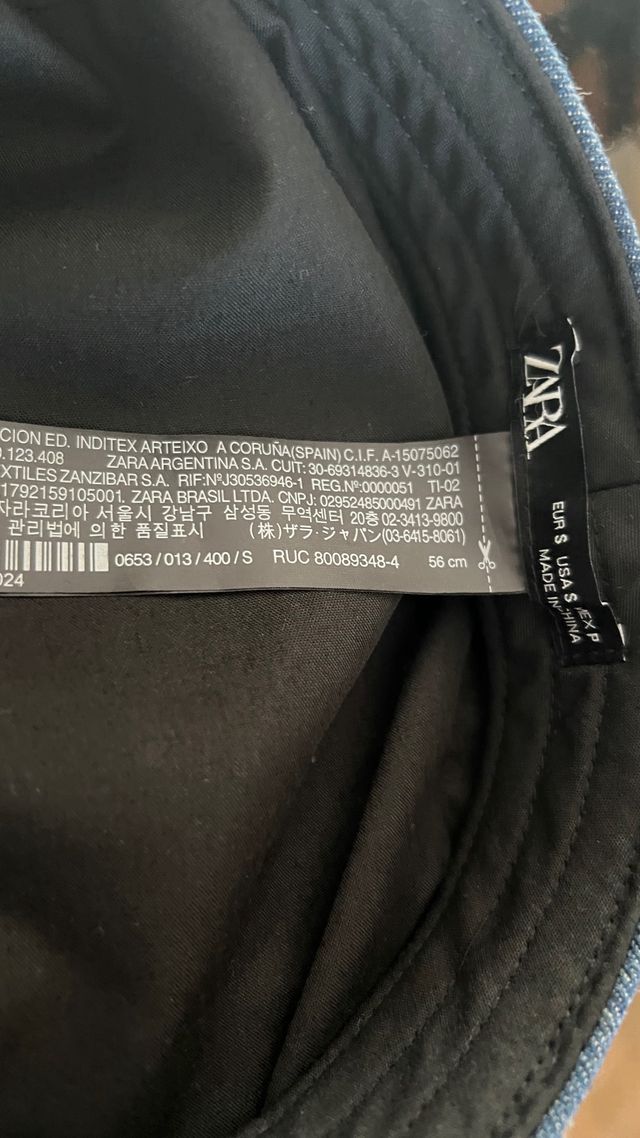 CION ED. INDITEX ARTEIXO A CORUÑA(SPAIN) C.I.F. A-15075062
.123.408 ZARA ARGENTINA S.A. CUIT: 30-69314836-3 V-310-01
EXTILES ZANZIBAR S.A. RIF:NºJ30536946-1 REG.Nº:0000051 TI-02
1792159105001. ZARA BRASIL LTDA. CNPJ: 02952485000491 ZARA
자라코리아 서울시 강남구 삼성동 무역센터 20층 02-3413-9800
관리법에 의한 품질표시 (株)ザラ・ジャパン(03-6415-8061)
0653 / 013 / 400 / S RUC 80089348-4 56 cm
024
ZARA
EUR S USA S MEX P
MADE IN CHINA